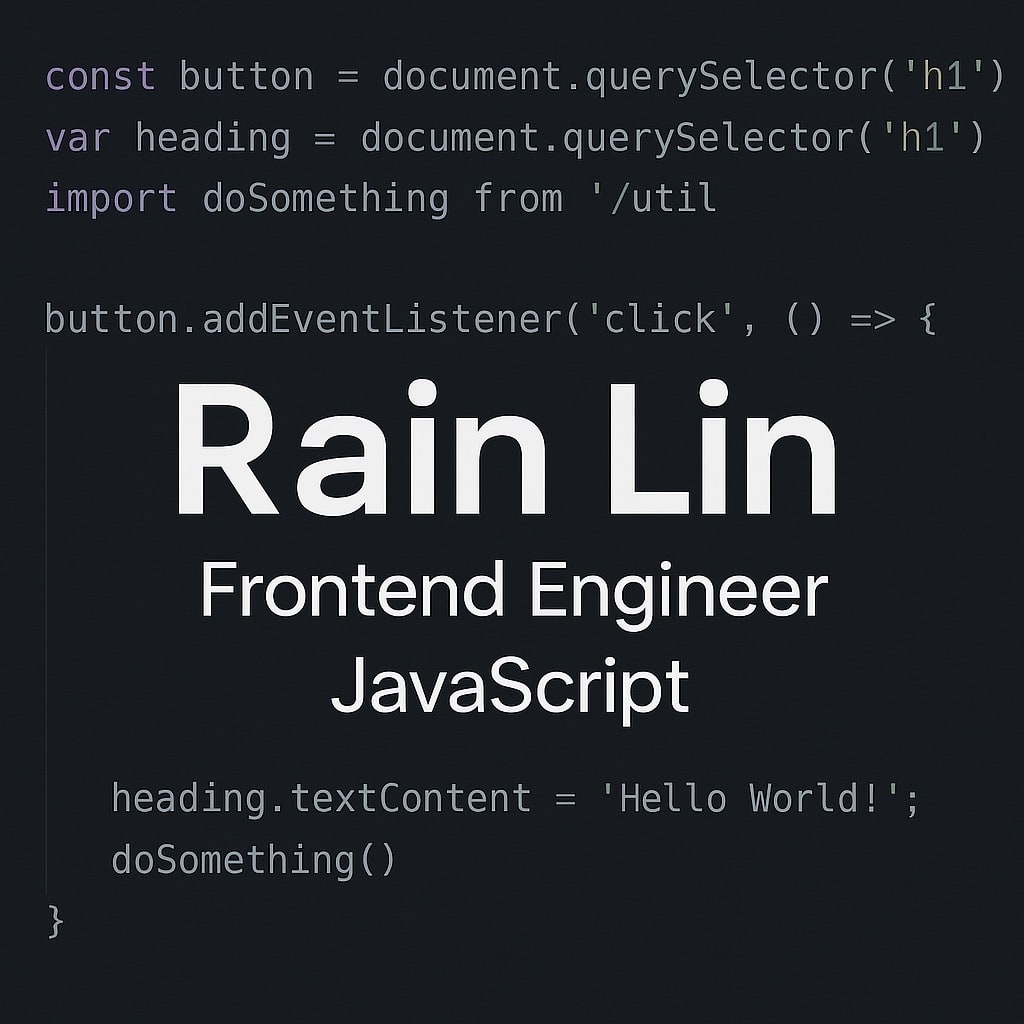 const button = document.querySelector('h1')
var heading = document.querySelector('h1')
import doSomething from '/util
button.addEventListener('click', () => {
Rain Lin
Frontend Engineer
JavaScript
heading.textContent = 'Hello World!';
doSomething()
}